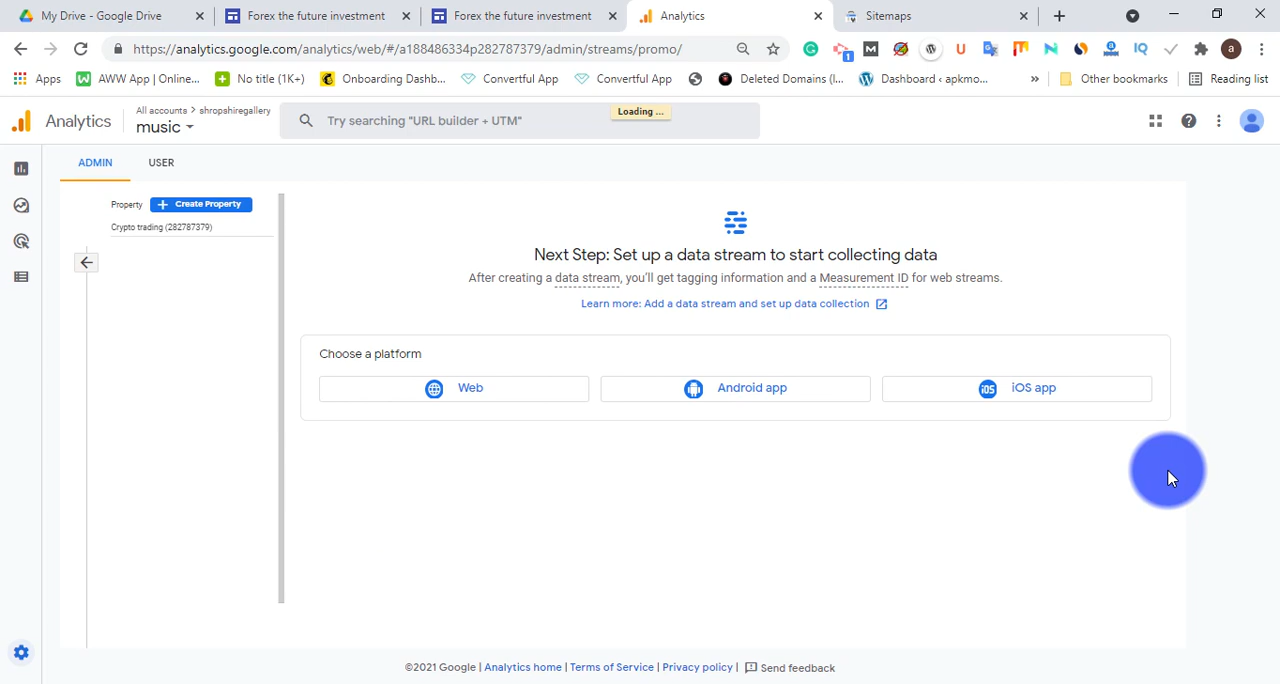 My Drive - Google Drive
Forex the future investment
Forex the future investment
Analytics
Sitemaps
https://analytics.google.com/analytics/web/#/a188486334p282787379/admin/streams/promo/
M
U
IQ
1
a
Apps
AWW App | Online...
No title (1K+)
Onboarding Dashb...
Convertful App
Convertful App
Deleted Domains (I...
Dashboard ‹ apkmo...
»
Other bookmarks
Reading list
Analytics
All accounts > shropshiregallery
music
Try searching "URL builder + UTM"
Loading ...
ADMIN
USER
Property
+ Create Property
Crypto trading (282787379)
Next Step: Set up a data stream to start collecting data
After creating a data stream, you'll get tagging information and a Measurement ID for web streams.
Learn more: Add a data stream and set up data collection
Choose a platform
Web
Android app
iOS iOS app
©2021 Google | Analytics home | Terms of Service | Privacy policy | Send feedback